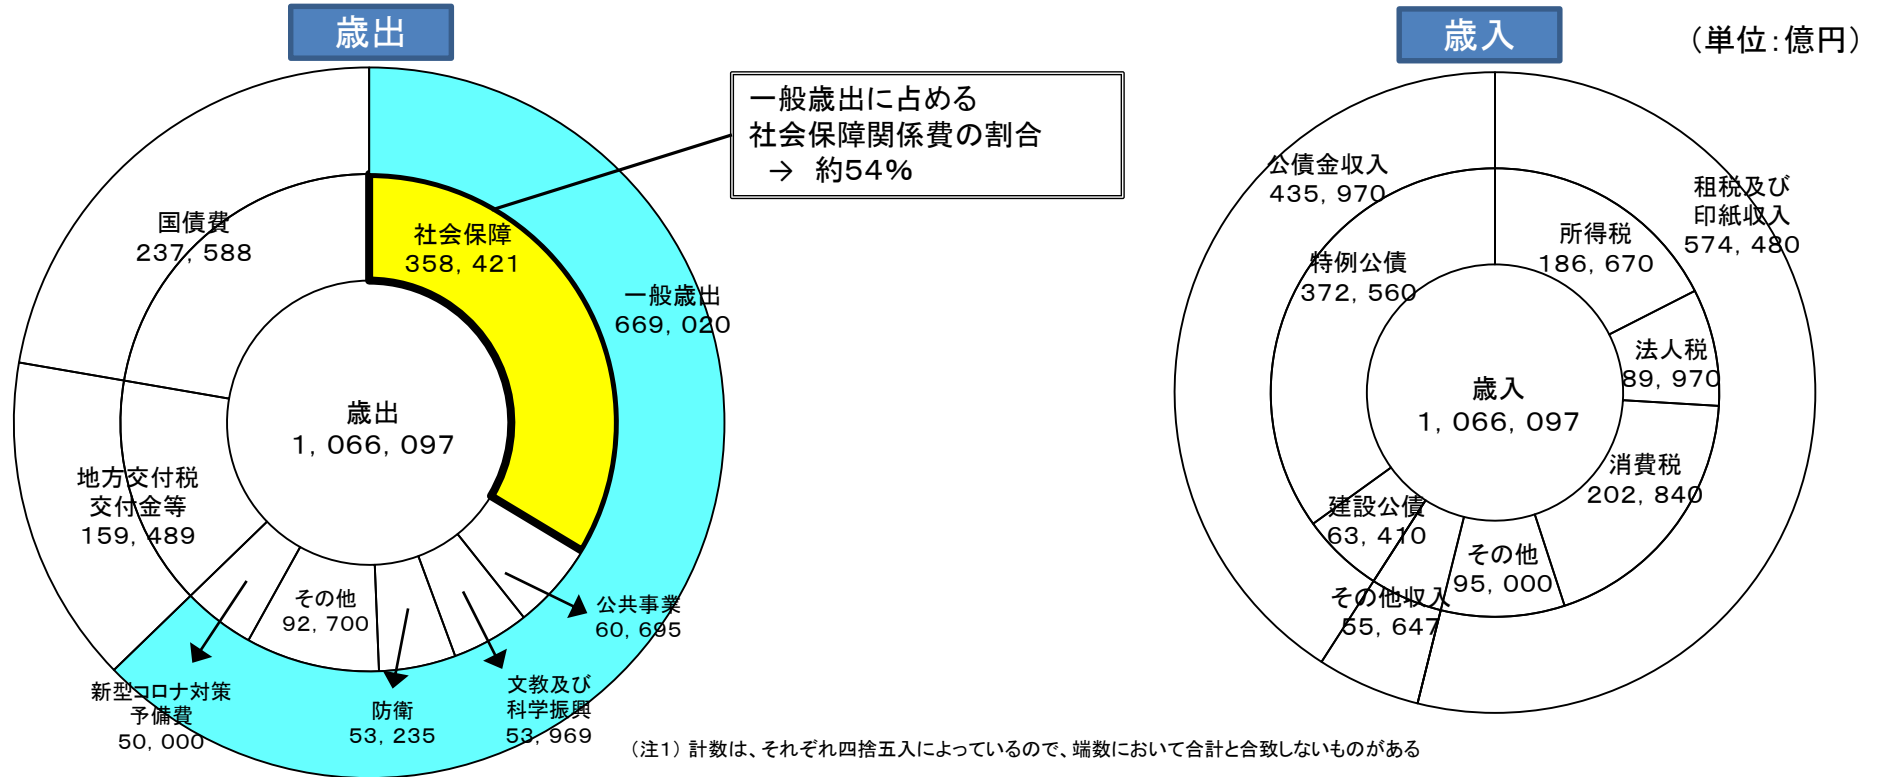 歳出
一般歳出に占める
社会保障関係費の割合
→ 約54%
国債費
237,588
社会保障
358,421
一般歳出
669,020
歳出
1,066,097
地方交付税
交付金等
159,489
その他
92,700
公共事業
60,695
新型コロナ対策
予備費
50,000
防衛
53,235
文教及び
科学振興
53,969
歳入
(単位:億円)
公債金収入
435,970
租税及び
印紙収入
574,480
所得税
186,670
特例公債
372,560
法人税
89,970
歳入
1,066,097
消費税
202,840
建設公債
63,410
その他
95,000
その他収入
55,647
(注1) 計数は、それぞれ四捨五入によっているので、端数において合計と合致しないものがある